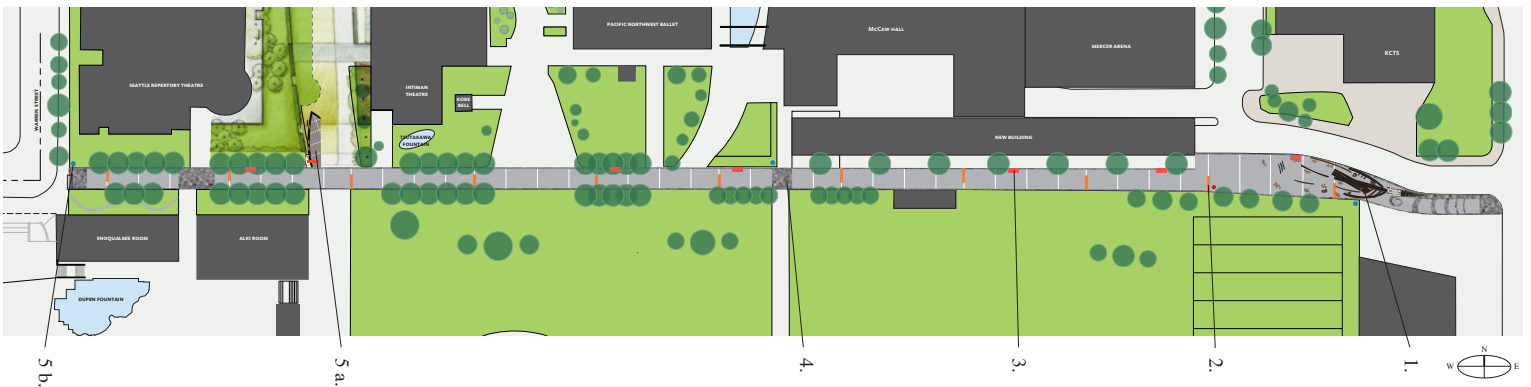 PACIFIC NORTHWEST BALLET
McCAW HALL
MERCER ARENA
KCTS
SEATTLE REPERTORY THEATRE
INTIMAN
THEATRE
KOBE
BELL
WARREN STREET
TSUTAKAWA
FOUNTAIN
NEW BUILDING
SNOQUALMIE ROOM
ALKI ROOM
DUPEN FOUNTAIN
5 b.
5 a.
4.
3.
2.
1.
N
W
E
S